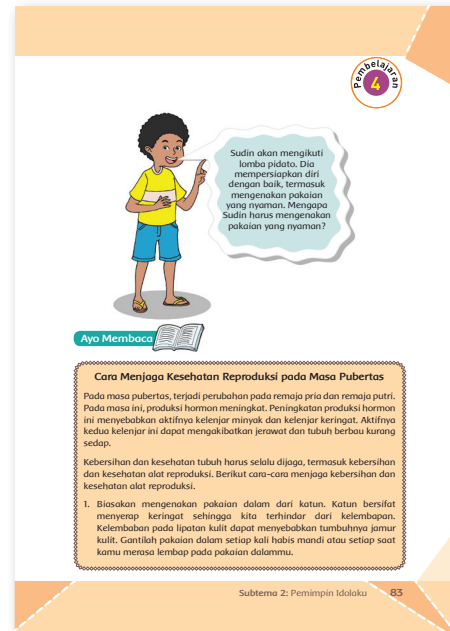 Pembelajaran
4
Sudin akan mengikuti
lomba pidato. Dia
mempersiapkan diri
dengan baik, termasuk
mengenakan pakaian
yang nyaman. Mengapa
Sudin harus mengenakan
pakaian yang nyaman?
Ayo Membaca
Cara Menjaga Kesehatan Reproduksi pada Masa Pubertas
Pada masa pubertas, terjadi perubahan pada remaja pria dan remaja putri.
Pada masa ini, produksi hormon meningkat. Peningkatan produksi hormon
ini menyebabkan aktifnya kelenjar minyak dan kelenjar keringat. Aktifnya
kedua kelenjar ini dapat mengakibatkan jerawat dan tubuh berbau kurang
sedap.
Kebersihan dan kesehatan tubuh harus selalu dijaga, termasuk kebersihan
dan kesehatan alat reproduksi. Berikut cara-cara menjaga kebersihan dan
kesehatan alat reproduksi.
1. Biasakan mengenakan pakaian dalam dari katun. Katun bersifat
menyerap keringat sehingga kita terhindar dari kelembapan.
Kelembaban pada lipatan kulit dapat menyebabkan tumbuhnya jamur
kulit. Gantilah pakaian dalam setiap kali habis mandi atau setiap saat
kamu merasa lembap pada pakaian dalammu.
Subtema 2: Pemimpin Idolaku 83